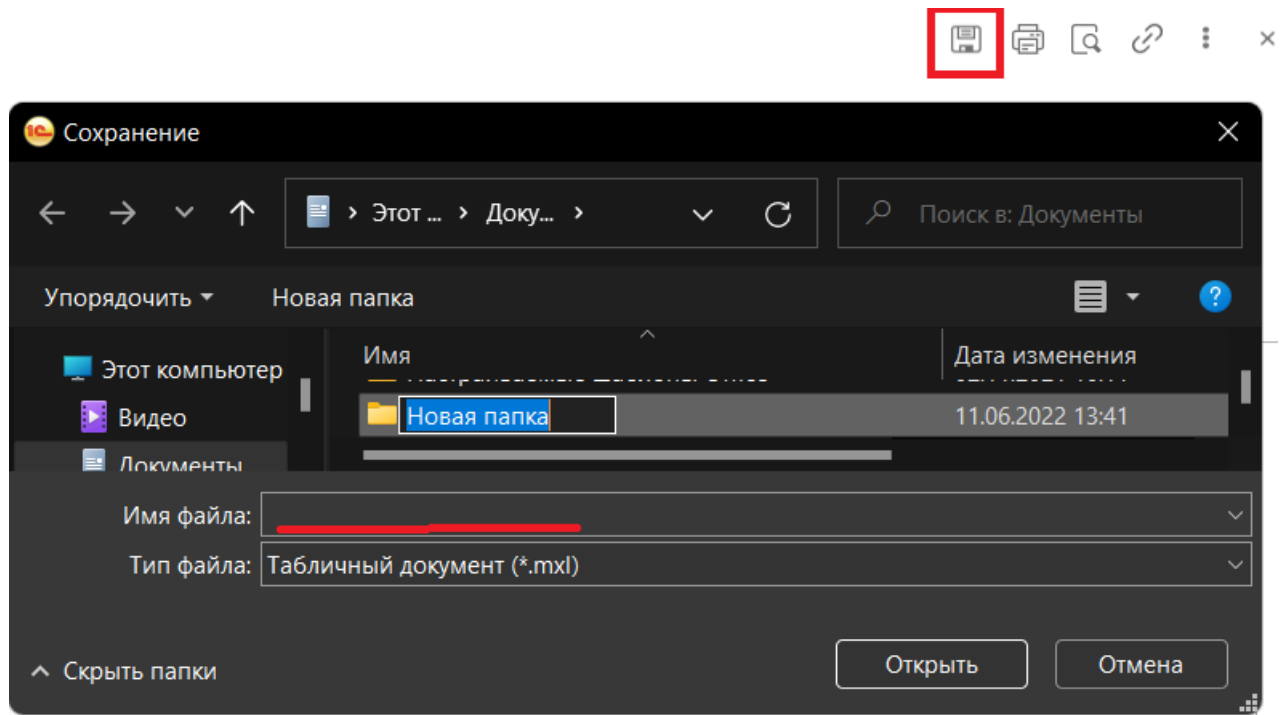 1С Сохранение
Этот ... Доку...
Поиск в: Документы
Упорядочить Новая папка
?
Имя Дата изменения
Этот компьютер
Видео
Новая папка 11.06.2022 13:41
Документы
Имя файла:
Тип файла: Табличный документ (*.mxl)
Скрыть папки
Открыть Отмена